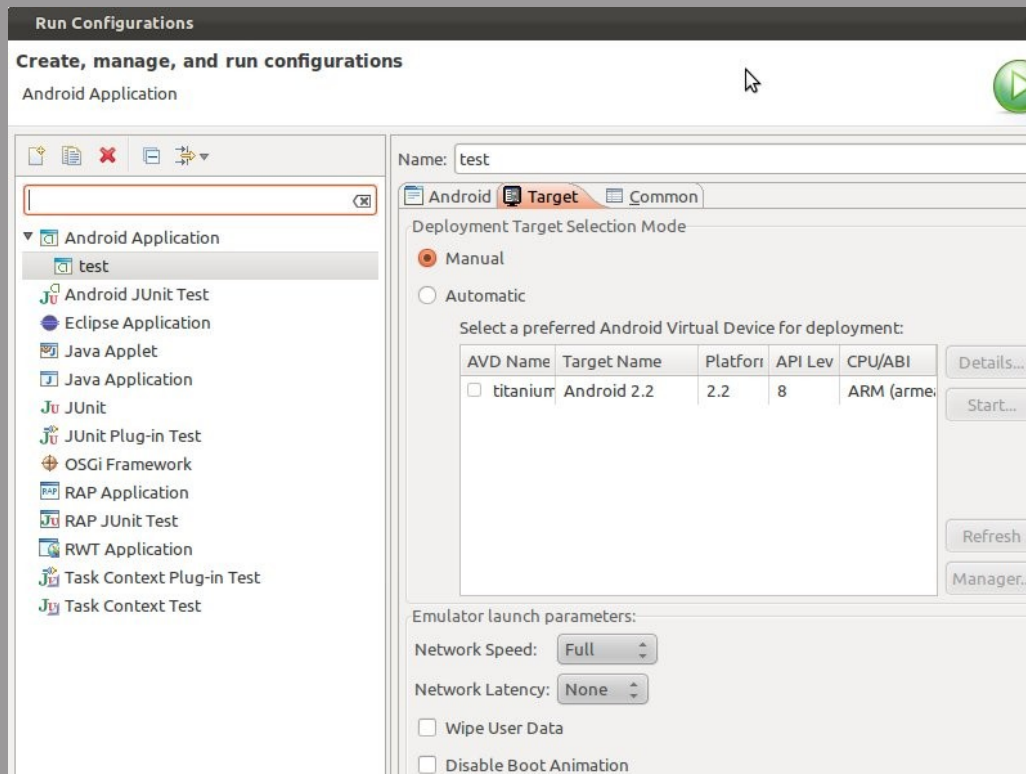 Run Configurations
Create, manage, and run configurations
Android Application
Name: test
Android Target Common
Android Application
test
Android JUnit Test
Eclipse Application
Java Applet
Java Application
JUnit
JUnit Plug-in Test
OSGi Framework
RAP Application
RAP JUnit Test
RWT Application
Task Context Plug-in Test
Task Context Test
Deployment Target Selection Mode
Manual
Automatic
Select a preferred Android Virtual Device for deployment:
AVD Name Target Name Platforr API Lev CPU/ABI
titanium Android 2.2 2.2 8 ARM (armea
Details...
Start...
Refresh
Manager..
Emulator launch parameters:
Network Speed: Full
Network Latency: None
Wipe User Data
Disable Boot Animation